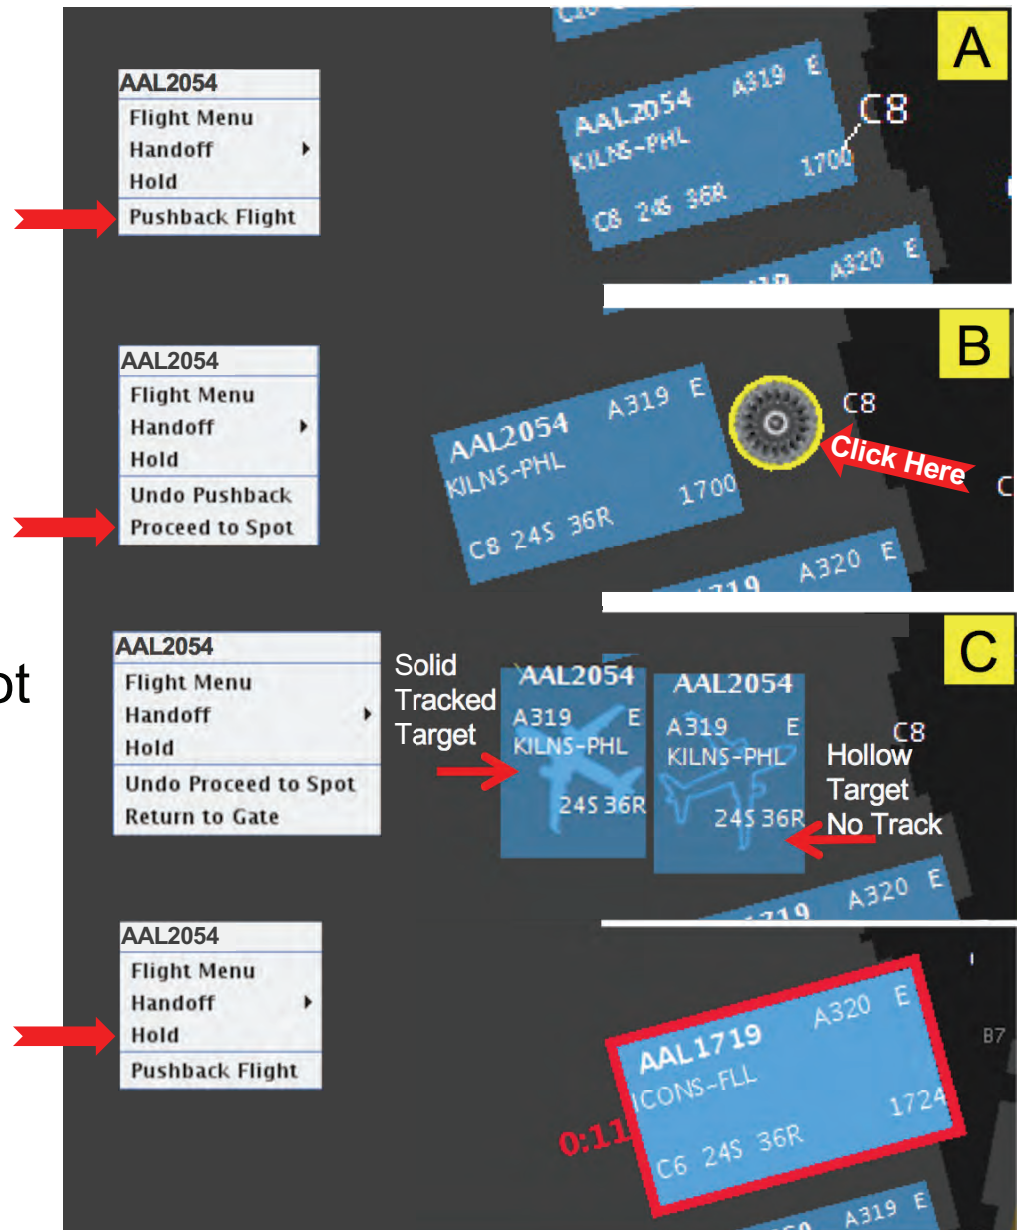 A
AAL2054
Flight Menu
Handoff
Hold
Pushback Flight
AAL2054 A319 E
KILNS-PHL
1700
C8 24S 36R
C8
A320 E
B
AAL2054
Flight Menu
Handoff
Hold
Undo Pushback
Proceed to Spot
AAL2054 A319 E
KILNS-PHL
1700
C8 24S 36R
C8
Click Here
C
1719 A320 E
C
AAL2054
Flight Menu
Handoff
Hold
Undo Proceed to Spot
Return to Gate
ot
Solid
Tracked
Target
AAL2054
A319 E
KILNS-PHL
24S 36R
AAL2054
A319 E
KILNS-PHL
24S 36R
C8
Hollow
Target
No Track
1719 A320 E
AAL2054
Flight Menu
Handoff
Hold
Pushback Flight
AAL1719 A320 E
ICONS-FLL
1724
C6 24S 36R
0:11
B7
A319 E